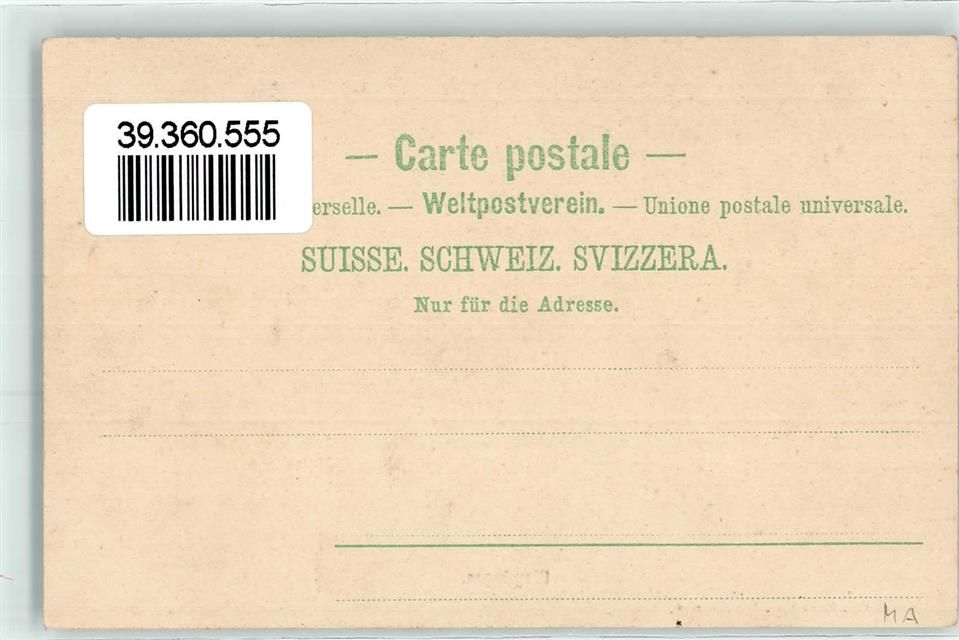 39.360.555
— Carte postale —
erselle. — Weltpostverein. — Unione postale universale.
SUISSE. SCHWEIZ. SVIZZERA.
Nur für die Adresse.
MA